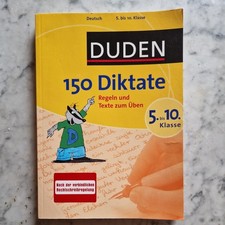 Deutsch 5. bis 10. Klasse
DUDEN
150 Diktate
Regeln und
Texte zum Üben
5. bis 10.
Klasse
Nach der verbindlichen
Rechtschreibregelung
D